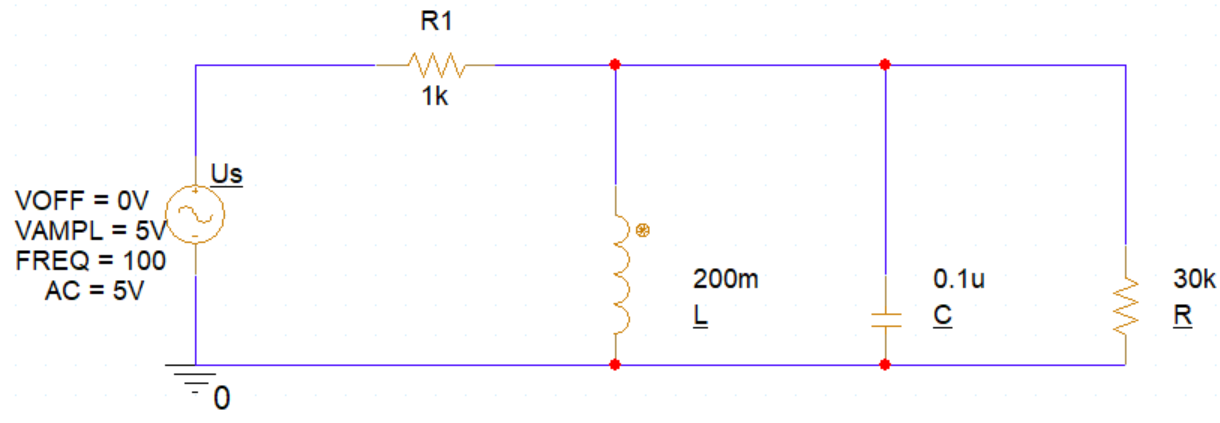 R1
1k
Us
VOFF = 0V
VAMPL = 5V
FREQ = 100
AC = 5V
200m
L
0.1u
C
30k
R
0